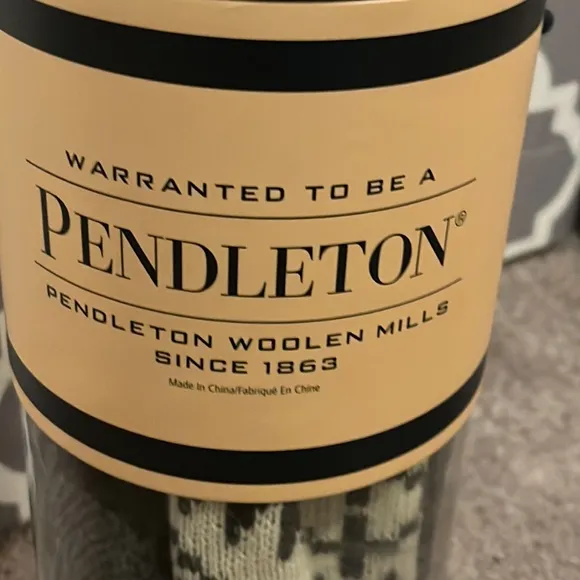 WARRANTED TO BE A
PENDLETON®
PENDLETON WOOLEN MILLS
SINCE 1863
Made In China/Fabriqué En Chine